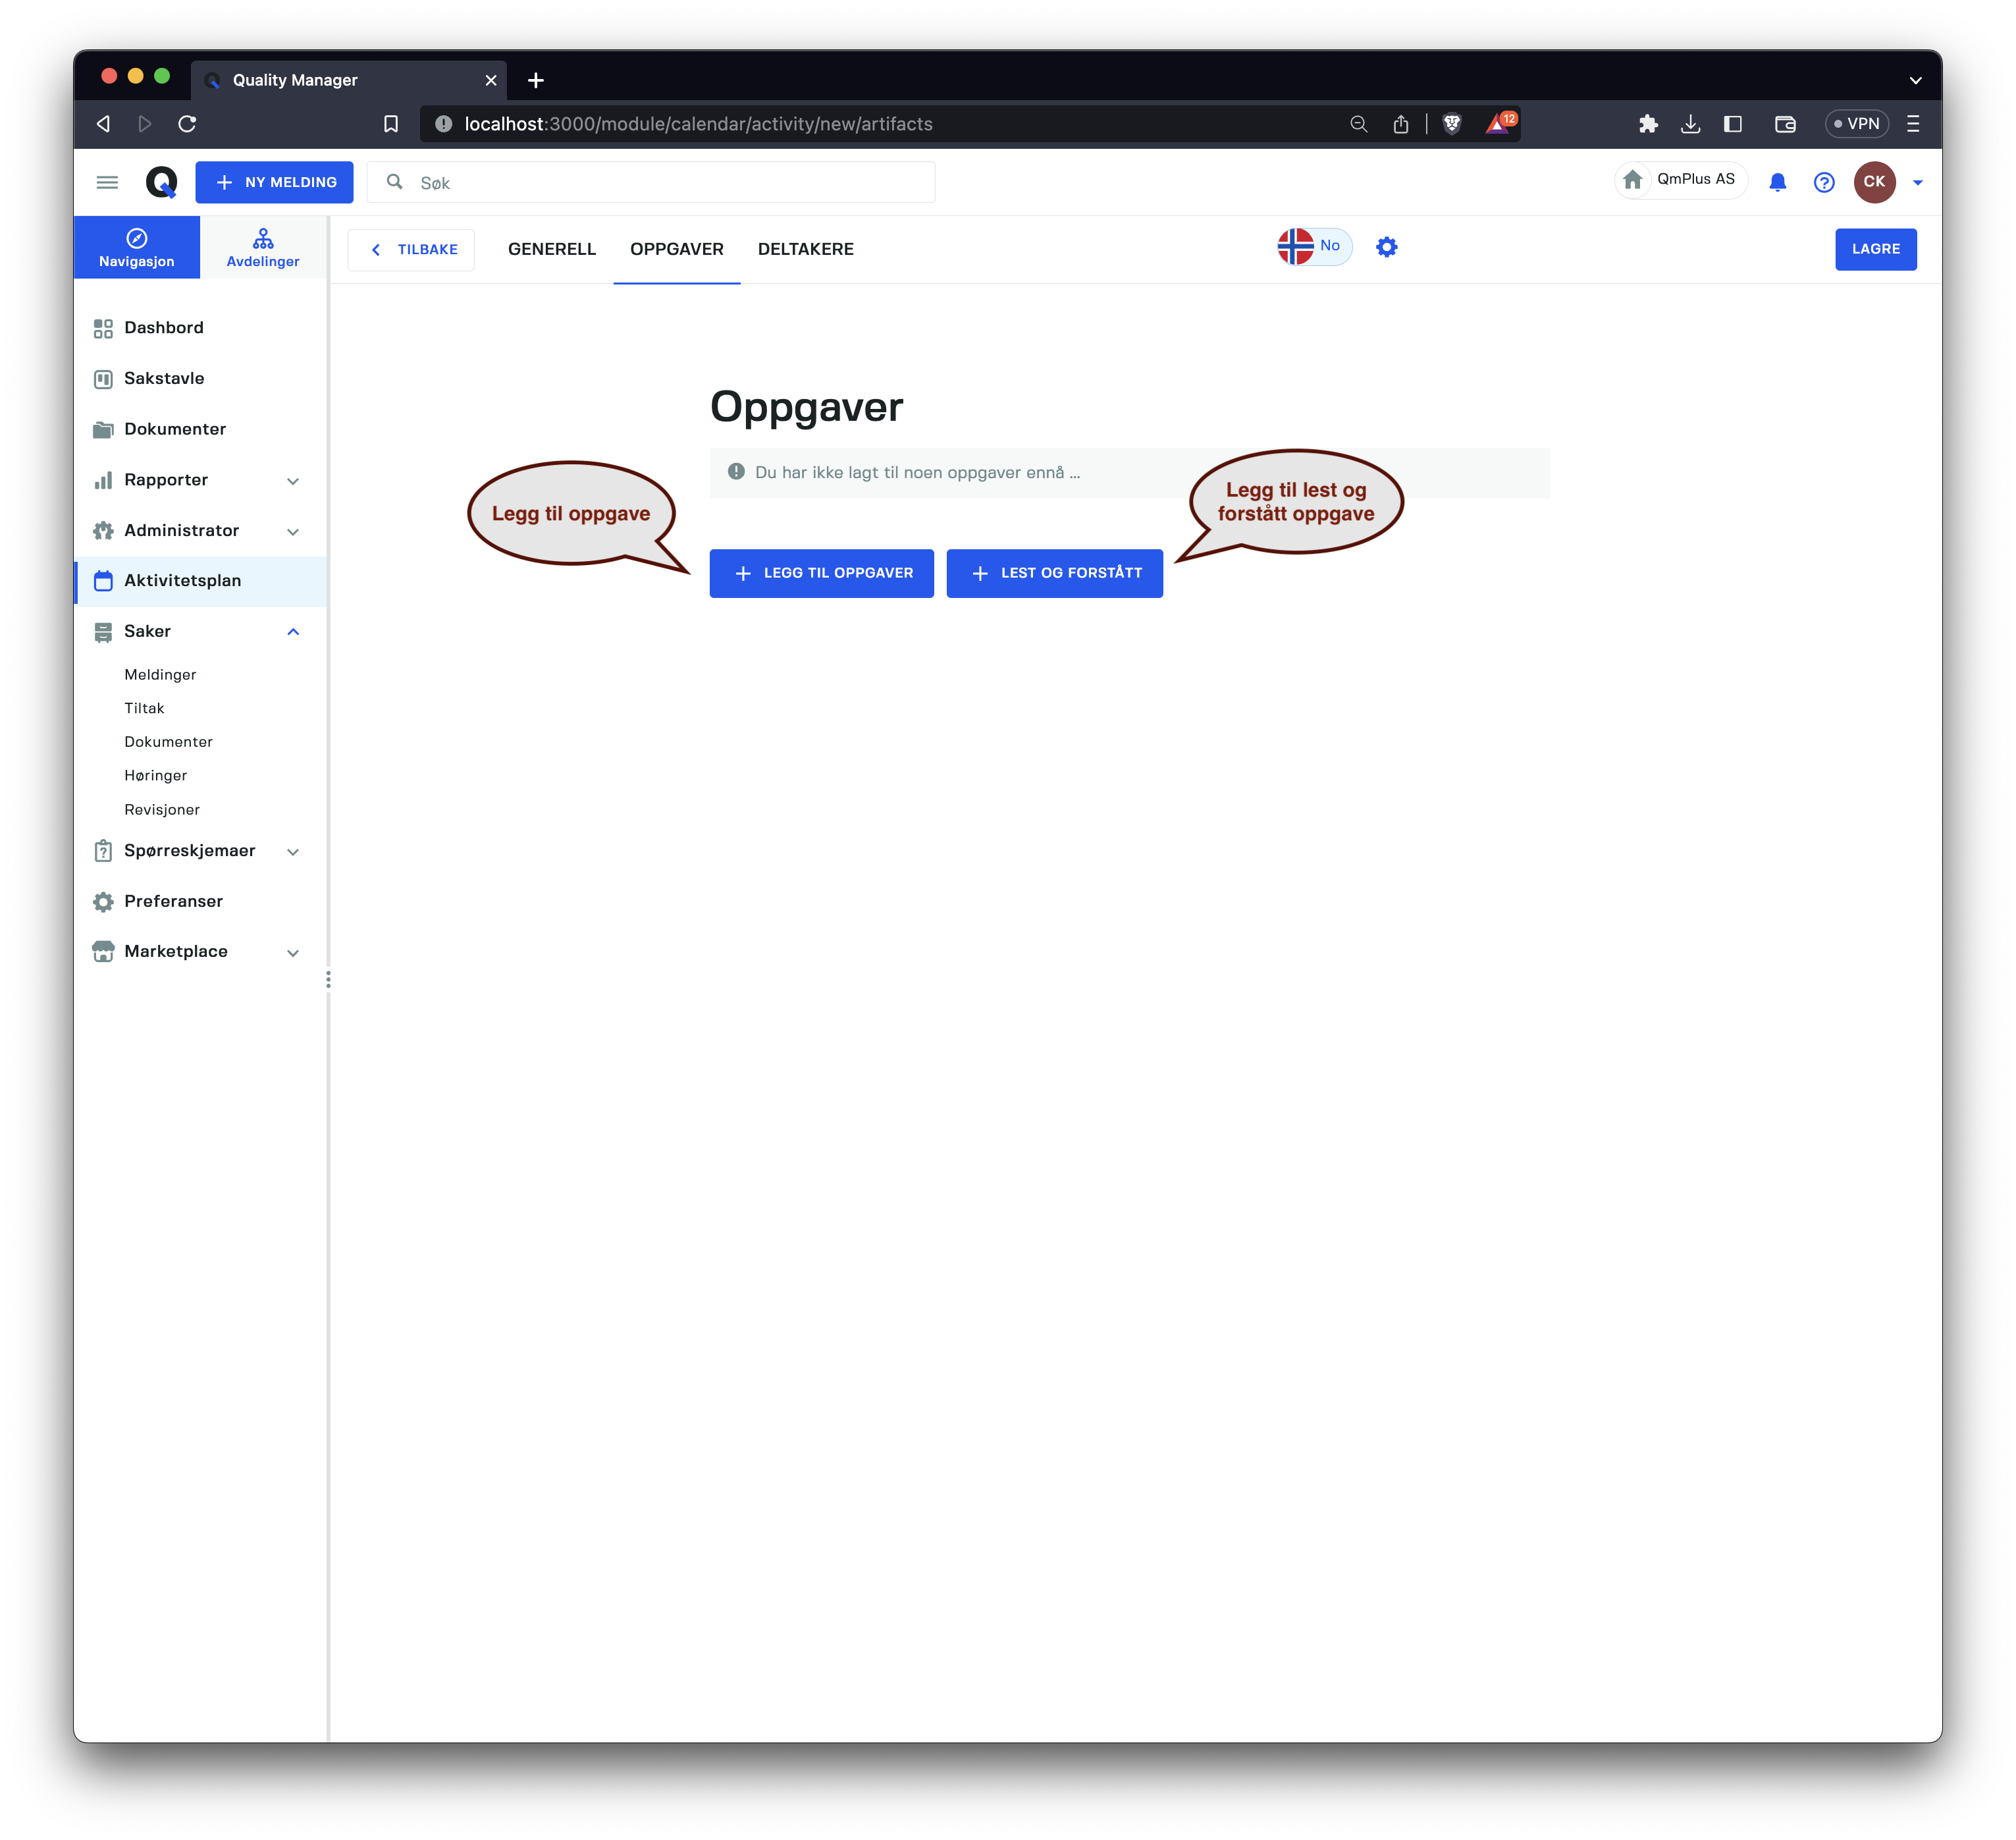 Quality Manager
localhost:3000/module/calendar/activity/new/artifacts
12
VPN
NY MELDING
Søk
QmPlus AS
CK
Navigasjon
Avdelinger
TILBAKE
GENERELL
OPPGAVER
DELTAKERE
No
LAGRE
Dashbord
Sakstavle
Dokumenter
Rapporter
Administrator
Aktivitetsplan
Saker
Meldinger
Tiltak
Dokumenter
Høringer
Revisjoner
Spørreskjemaer
Preferanser
Marketplace
Oppgaver
Du har ikke lagt til noen oppgaver ennå ...
Legg til oppgave
Legg til lest og
forstått oppgave
LEGG TIL OPPGAVER
LEST OG FORSTÅTT